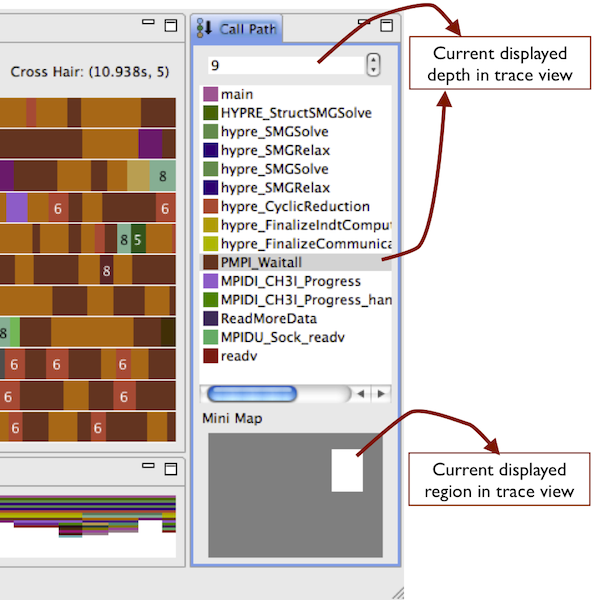 Call Path
Cross Hair: (10.938s, 5)
9
Current displayed
depth in trace view
main
HYPRE_StructSMGSolve
hypre_SMGSolve
hypre_SMGRelax
hypre_SMGSolve
hypre_SMGRelax
hypre_CyclicReduction
hypre_FinalizeIndtComput
hypre_FinalizeCommunica
PMPI_Waitall
MPIDI_CH3I_Progress
MPIDI_CH3I_Progress_han
ReadMoreData
MPIDU_Sock_readv
readv
8
6 6
8 5
8
8
6 6 6
6 6
6 6
Mini Map
Current displayed
region in trace view